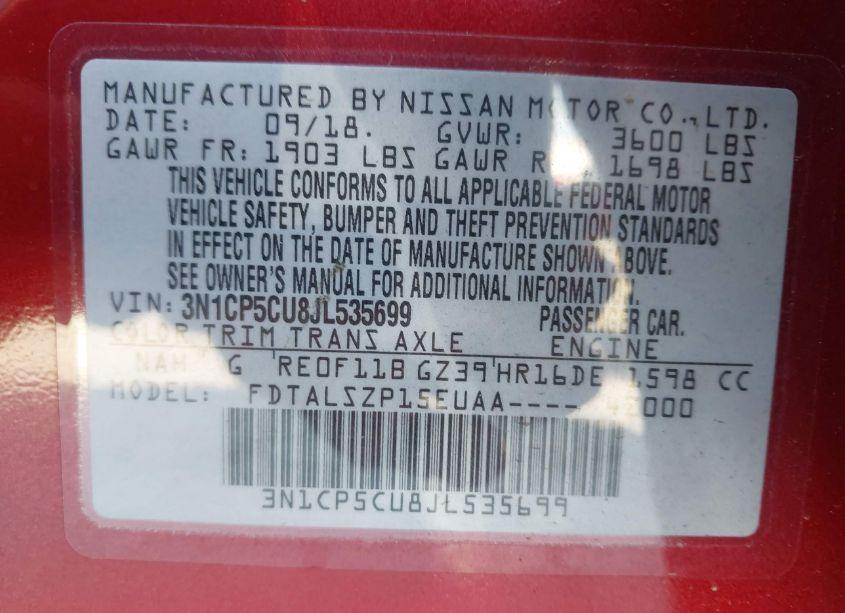 MANUFACTURED BY NISSAN MOTOR CO., LTD.
DATE: 09/18. GVWR: 3600 LBS
GAWR FR: 1903 LBS GAWR R 1698 LBS
THIS VEHICLE CONFORMS TO ALL APPLICABLE FEDERAL MOTOR
VEHICLE SAFETY, BUMPER AND THEFT PREVENTION STANDARDS
IN EFFECT ON THE DATE OF MANUFACTURE SHOWN ABOVE.
SEE OWNER'S MANUAL FOR ADDITIONAL INFORMATION.
VIN: 3N1CP5CU8JL535699 PASSENGER CAR.
COLOR TRIM TRANS AXLE ENGINE
NAH G RE0F11B GZ39 HR16DE 1598 CC
MODEL: FDTALSZP15EUAA----
3N1CP5CU8JL535699